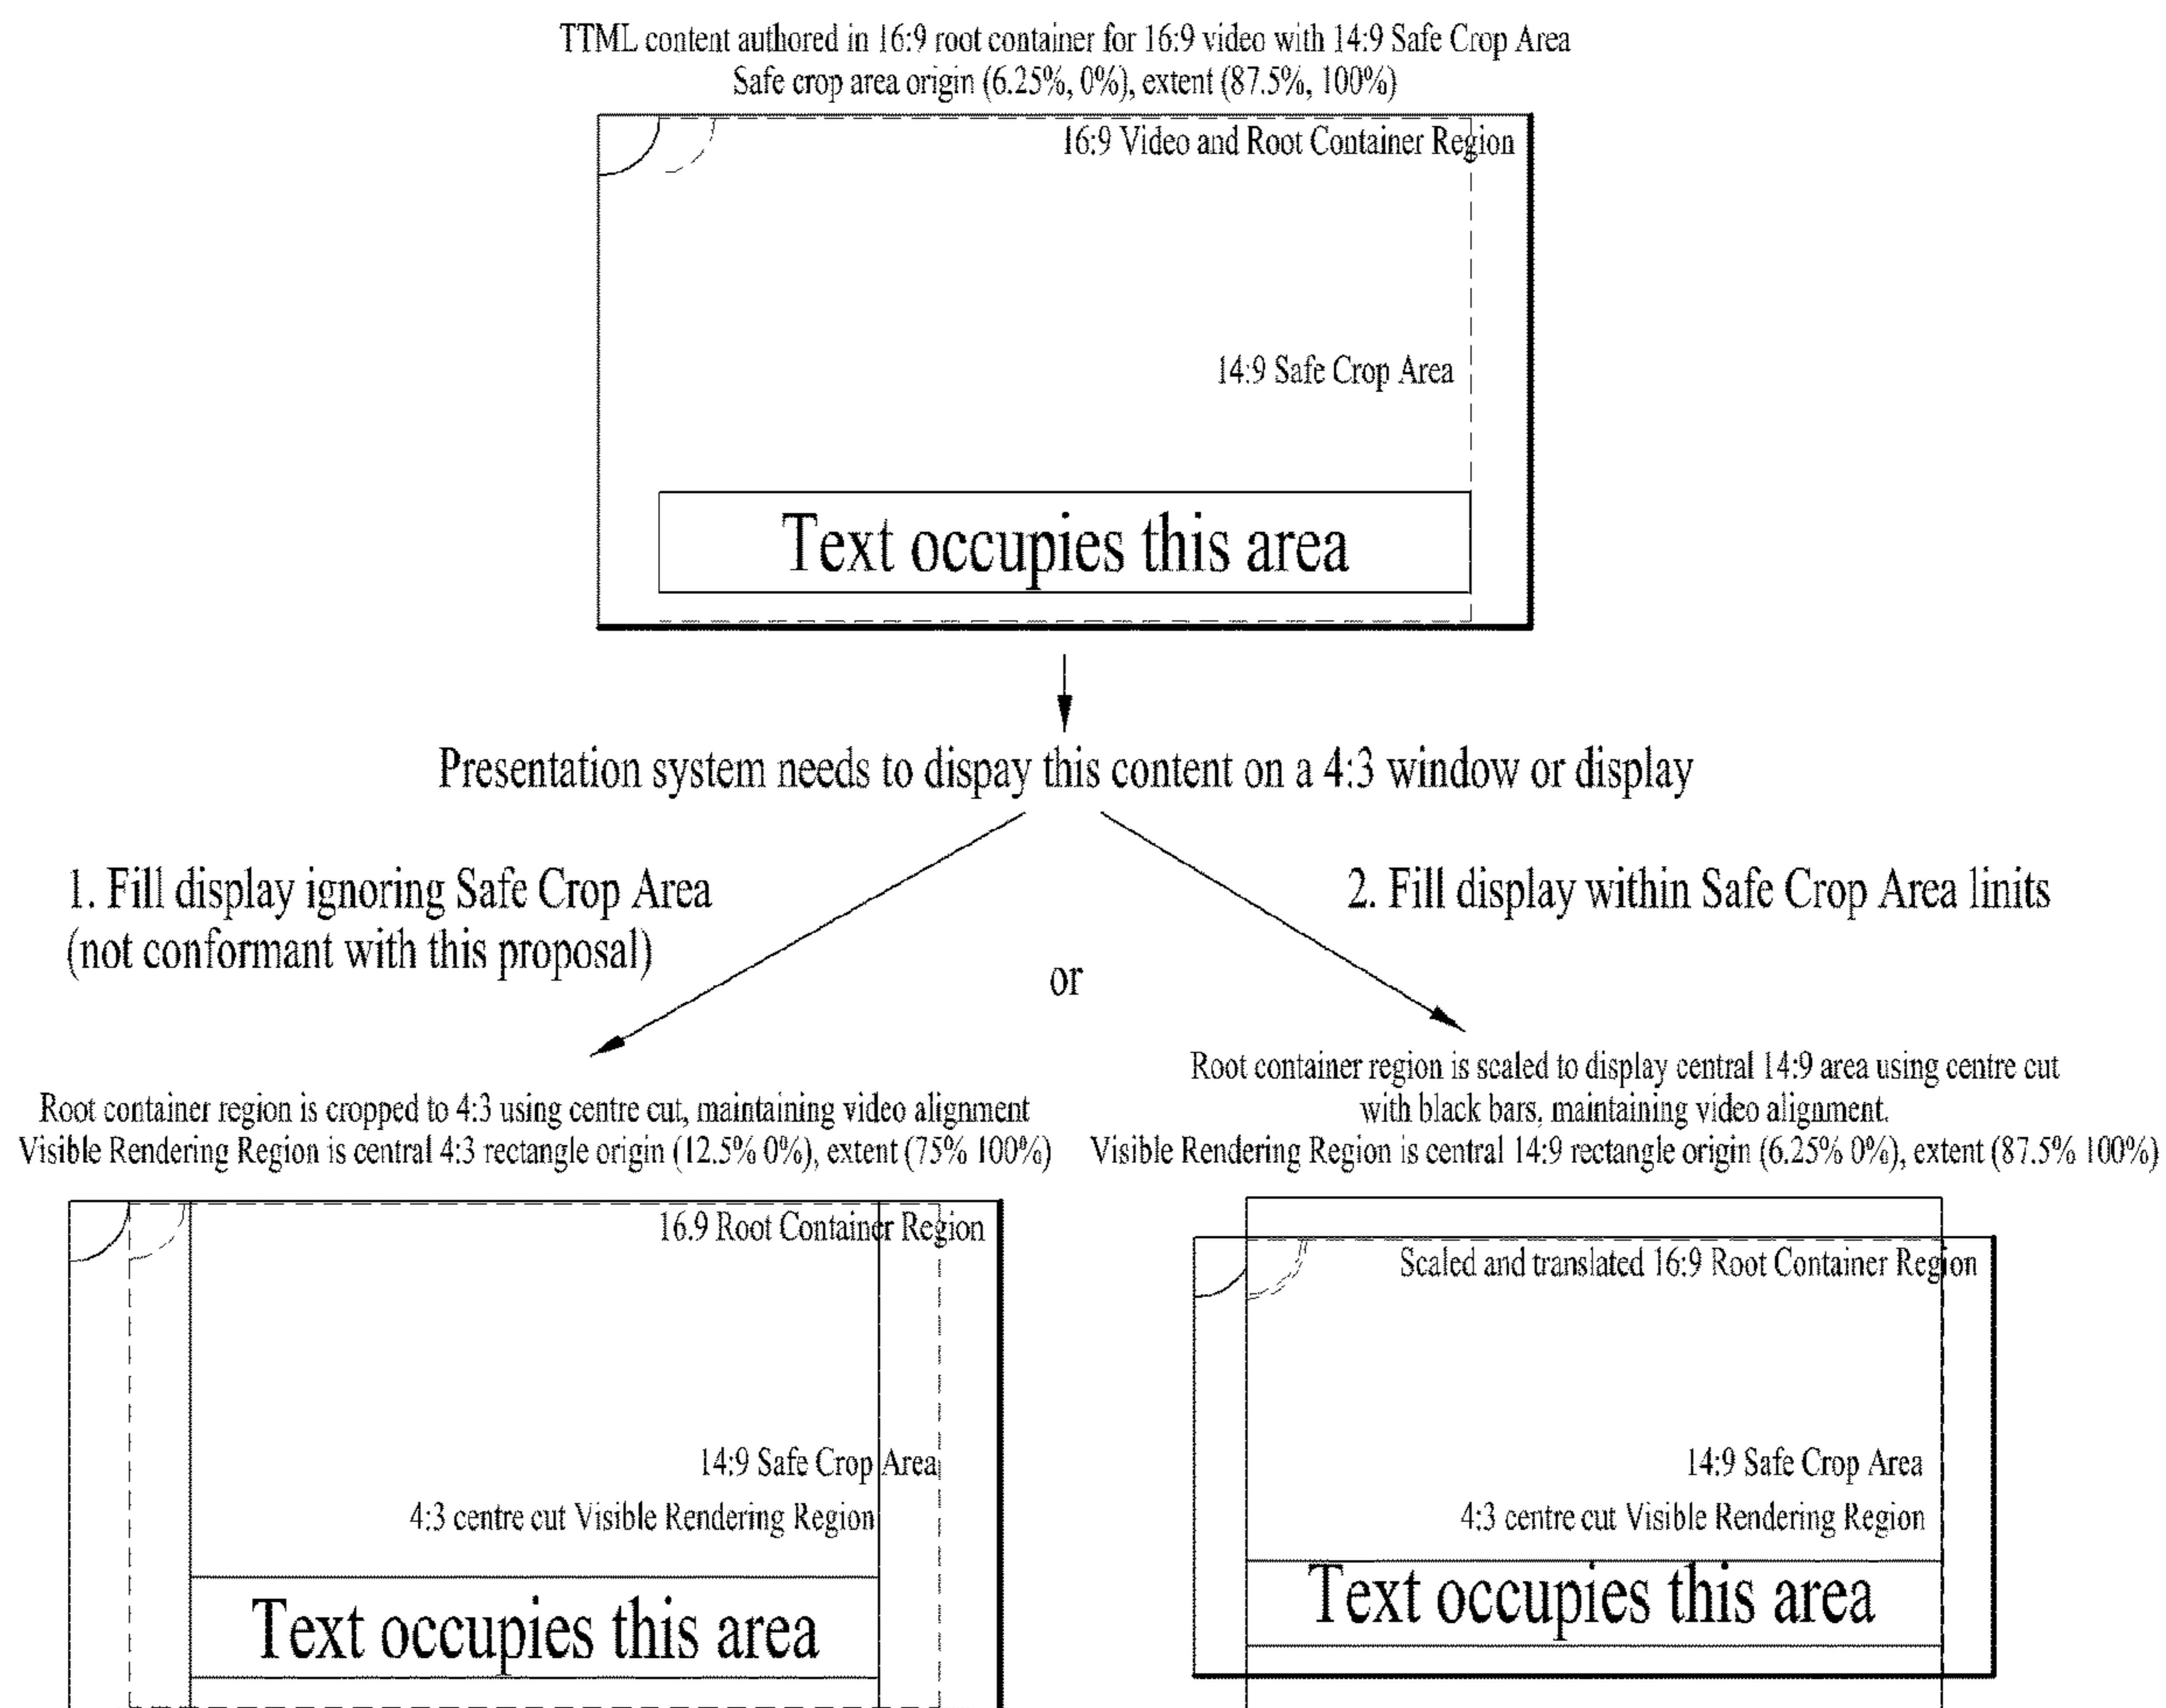 TTML content authored in 16:9 root container for 16:9 video with 14:9 Safe Crop Area
Safe crop area origin (6.25%, 0%), extent (87.5%, 100%)
16:9 Video and Root Container Region
14:9 Safe Crop Area
Text occupies this area
Presentation system needs to dispay this content on a 4:3 window or display
1. Fill display ignoring Safe Crop Area
(not conformant with this proposal)
or
2. Fill display within Safe Crop Area linits
Root container region is cropped to 4:3 using centre cut, maintaining video alignment
Visible Rendering Region is central 4:3 rectangle origin (12.5% 0%), extent (75% 100%)
Root container region is scaled to display central 14:9 area using centre cut
with black bars, maintaining video alignment.
Visible Rendering Region is central 14:9 rectangle origin (6.25% 0%), extent (87.5% 100%)
16.9 Root Container Region
14:9 Safe Crop Area
4:3 centre cut Visible Rendering Region
Text occupies this area
Scaled and translated 16:9 Root Container Region
14:9 Safe Crop Area
4:3 centre cut Visible Rendering Region
Text occupies this area